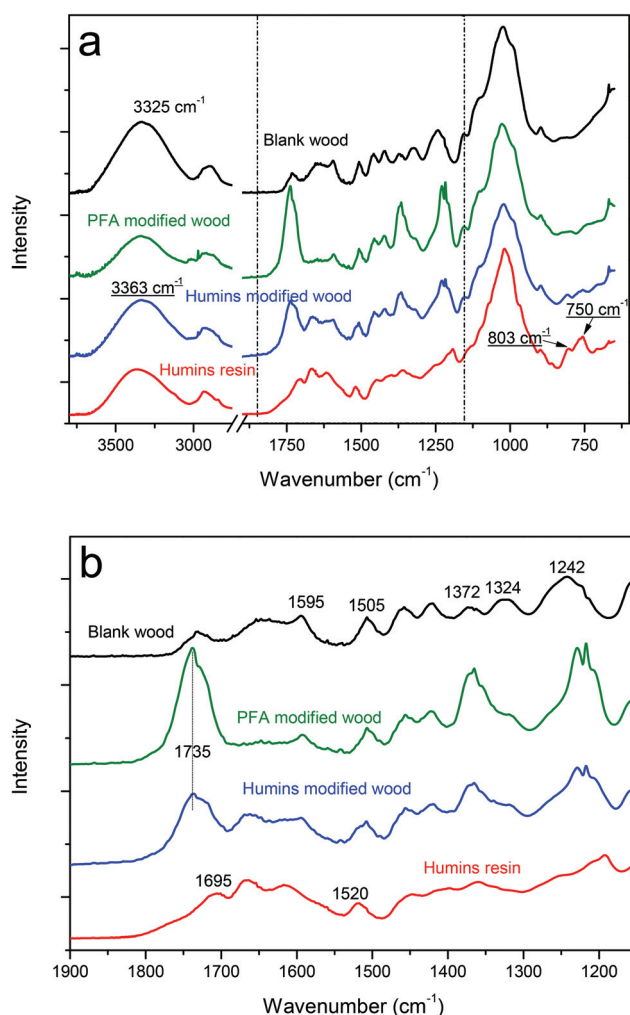 a
3325 cm⁻¹
Blank wood
PFA modified wood
3363 cm⁻¹
Humins modified wood
750 cm⁻¹
803 cm⁻¹
Humins resin
Intensity
3500 3000 1750 1500 1250 1000 750
Wavenumber (cm⁻¹)
b
1242
1595
1505
1372
1324
Blank wood
PFA modified wood
1735
Humins modified wood
Humins resin
1695
1520
Intensity
1900 1800 1700 1600 1500 1400 1300 1200
Wavenumber (cm⁻¹)